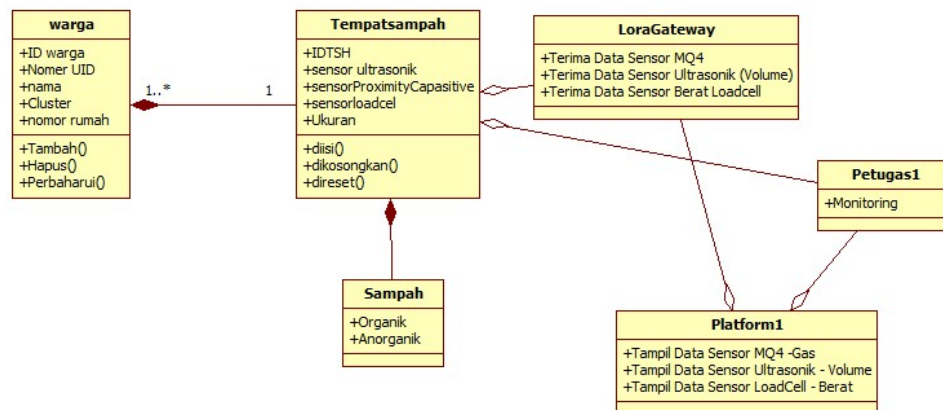 warga
+ID warga
+Nomer UID
+nama
+Cluster
+nomor rumah
+Tambah()
+Hapus()
+Perbaharui()
1..*
1
Tempatsampah
+IDTSH
+sensor ultrasonik
+sensorProximityCapasitive
+sensorloadcel
+Ukuran
+diisi()
+dikosongkan()
+direset()
LoraGateway
+Terima Data Sensor MQ4
+Terima Data Sensor Ultrasonik (Volume)
+Terima Data Sensor Berat Loadcell
Petugas1
+Monitoring
Sampah
+Organik
+Anorganik
Platform1
+Tampil Data Sensor MQ4 -Gas
+Tampil Data Sensor Ultrasonik - Volume
+Tampil Data Sensor LoadCell - Berat